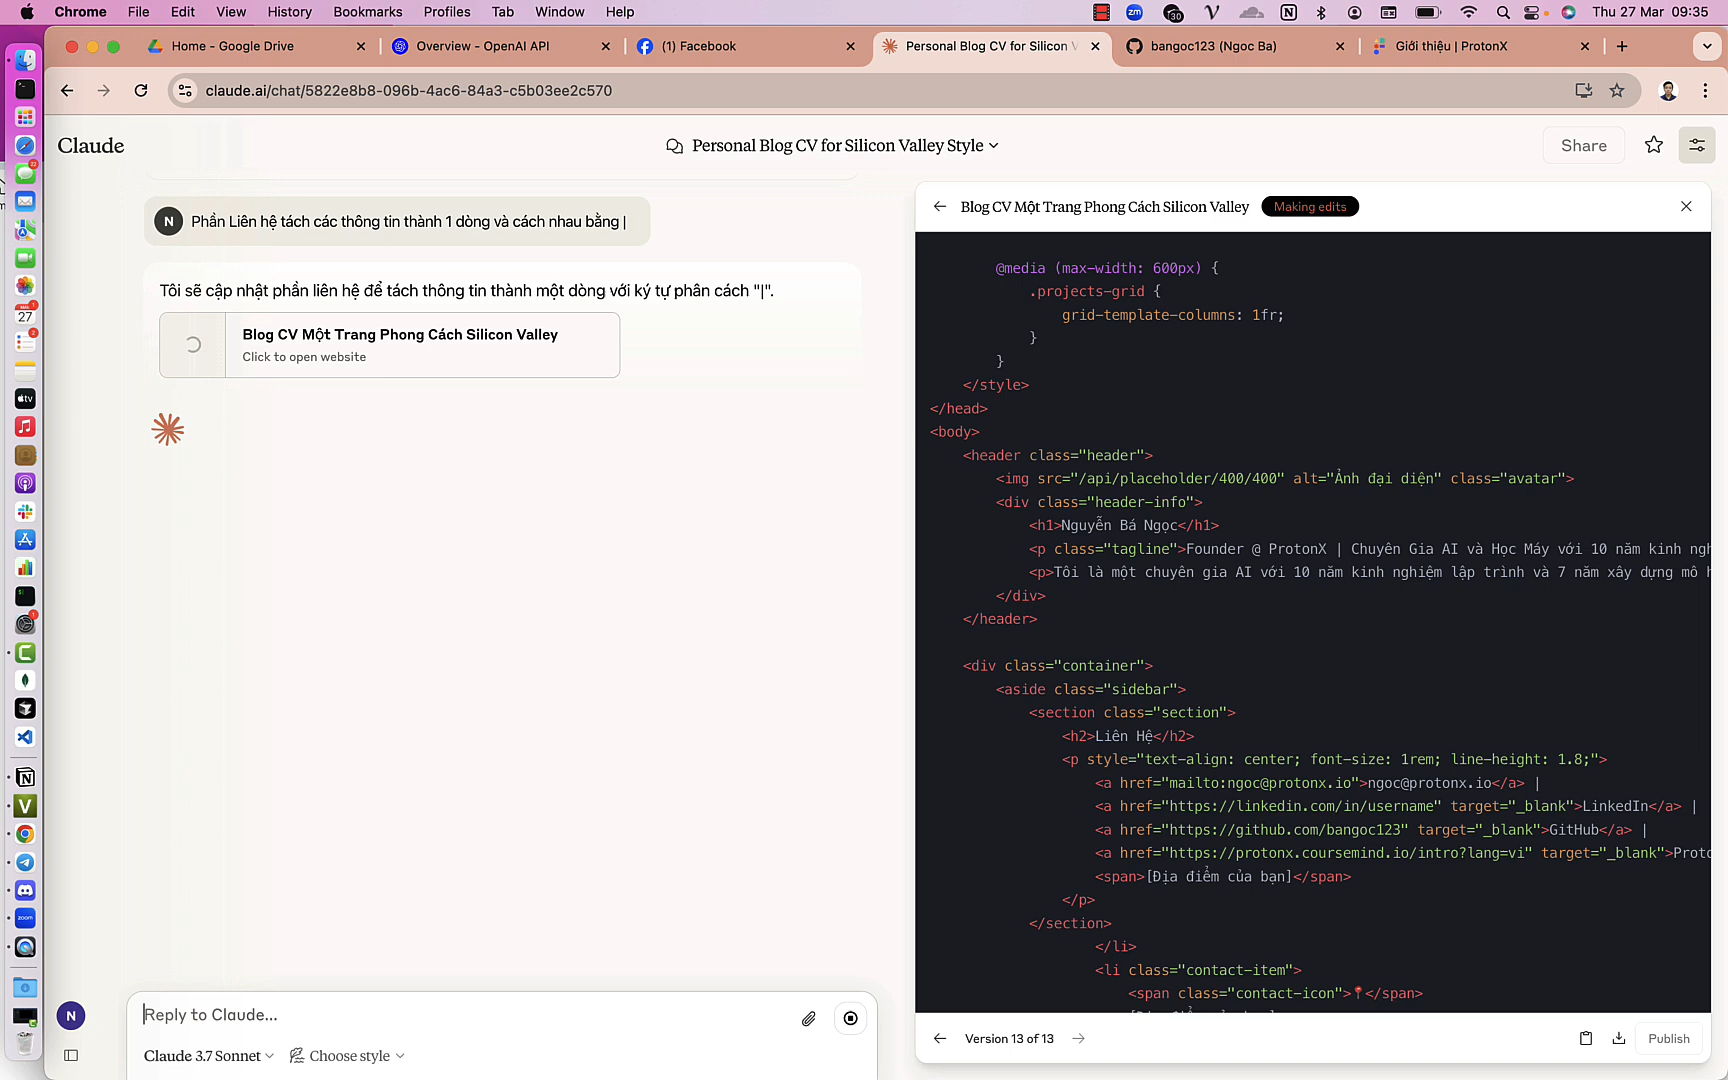 Chrome File Edit View History Bookmarks Profiles Tab Window Help
zm 30 Thu 27 Mar 09:35
Home - Google Drive
Overview - OpenAI API
(1) Facebook
Personal Blog CV for Silicon V
bangoc123 (Ngoc Ba)
Giới thiệu | ProtonX
claude.ai/chat/5822e8b8-096b-4ac6-84a3-c5b03ee2c570
Claude
Personal Blog CV for Silicon Valley Style
Share
N Phần Liên hệ tách các thông tin thành 1 dòng và cách nhau bằng |
Tôi sẽ cập nhật phần liên hệ để tách thông tin thành một dòng với ký tự phân cách "|".
Blog CV Một Trang Phong Cách Silicon Valley
Click to open website
Blog CV Một Trang Phong Cách Silicon Valley Making edits
@media (max-width: 600px) {
.projects-grid {
grid-template-columns: 1fr;
}
}
</style>
</head>
<body>
<header class="header">
<img src="/api/placeholder/400/400" alt="Ảnh đại diện" class="avatar">
<div class="header-info">
<h1>Nguyễn Bá Ngọc</h1>
<p class="tagline">Founder @ ProtonX | Chuyên Gia AI và Học Máy với 10 năm kinh ngh
<p>Tôi là một chuyên gia AI với 10 năm kinh nghiệm lập trình và 7 năm xây dựng mô h
</div>
</header>
<div class="container">
<aside class="sidebar">
<section class="section">
<h2>Liên Hệ</h2>
<p style="text-align: center; font-size: 1rem; line-height: 1.8;">
<a href="mailto:ngoc@protonx.io">ngoc@protonx.io</a> |
<a href="https://linkedin.com/in/username" target="_blank">LinkedIn</a> |
<a href="https://github.com/bangoc123" target="_blank">GitHub</a> |
<a href="https://protonx.coursemind.io/intro?lang=vi" target="_blank">Proto
<span>[Địa điểm của bạn]</span>
</p>
</section>
</li>
<li class="contact-item">
<span class="contact-icon">📍</span>
Version 13 of 13
Publish
N
Reply to Claude...
Claude 3.7 Sonnet
Choose style
22
1
27
2
tv
1
zoom